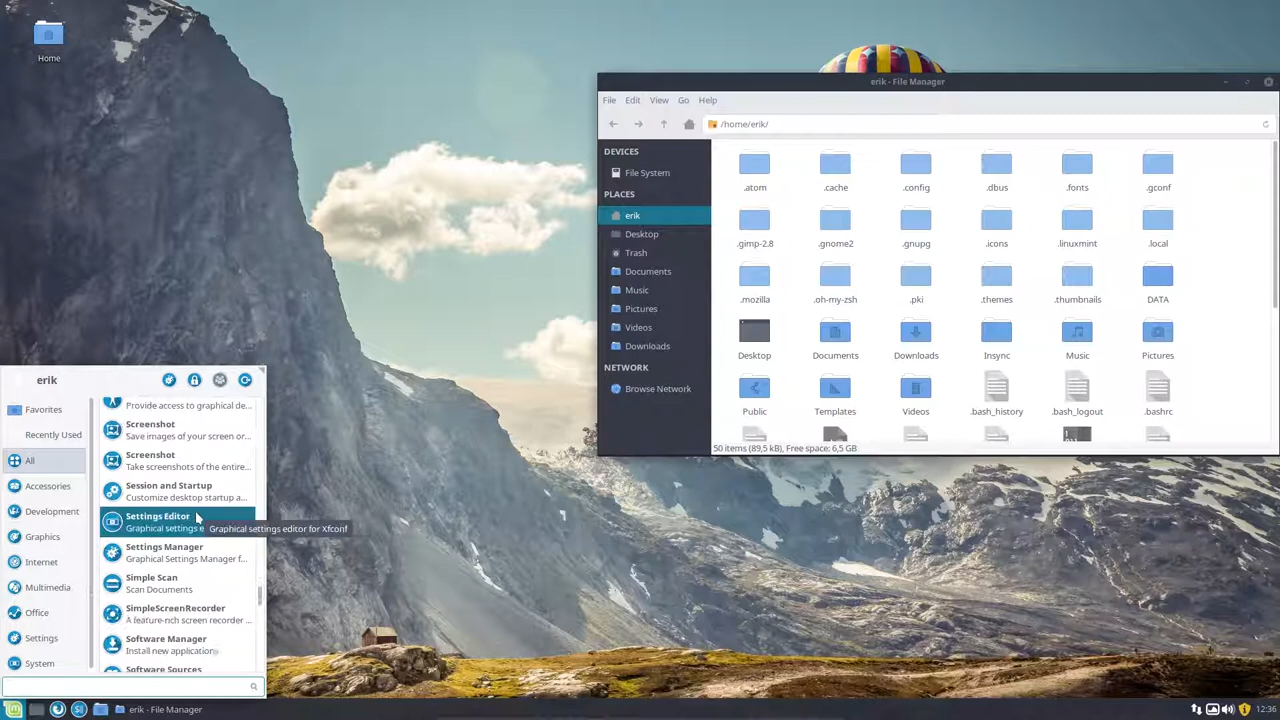 Home
erik - File Manager
File Edit View Go Help
/home/erik/
DEVICES
File System
PLACES
erik
Desktop
Trash
Documents
Music
Pictures
Videos
Downloads
NETWORK
Browse Network
.atom .cache .config .dbus .fonts .gconf
.gimp-2.8 .gnome2 .gnupg .icons .linuxmint .local
.mozilla .oh-my-zsh .pki .themes .thumbnails DATA
Desktop Documents Downloads Insync Music Pictures
Public Templates Videos .bash_history .bash_logout .bashrc
50 items (89,5 kB), Free space: 6,5 GB
erik
Favorites
Recently Used
All
Accessories
Development
Graphics
Internet
Multimedia
Office
Settings
System
Provide access to graphical de...
Screenshot
Save images of your screen or...
Screenshot
Take screenshots of the entire...
Session and Startup
Customize desktop startup a...
Settings Editor
Graphical settings e
Graphical settings editor for Xfconf
Settings Manager
Graphical Settings Manager f...
Simple Scan
Scan Documents
SimpleScreenRecorder
A feature-rich screen recorder ...
Software Manager
Install new applications
Software Sources
erik - File Manager
12:36